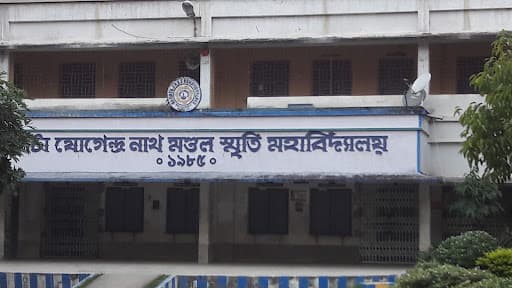 যোগেন্দ্র নাথ মণ্ডল স্মৃতি মহাবিদ্যালয়
১৯৮৫